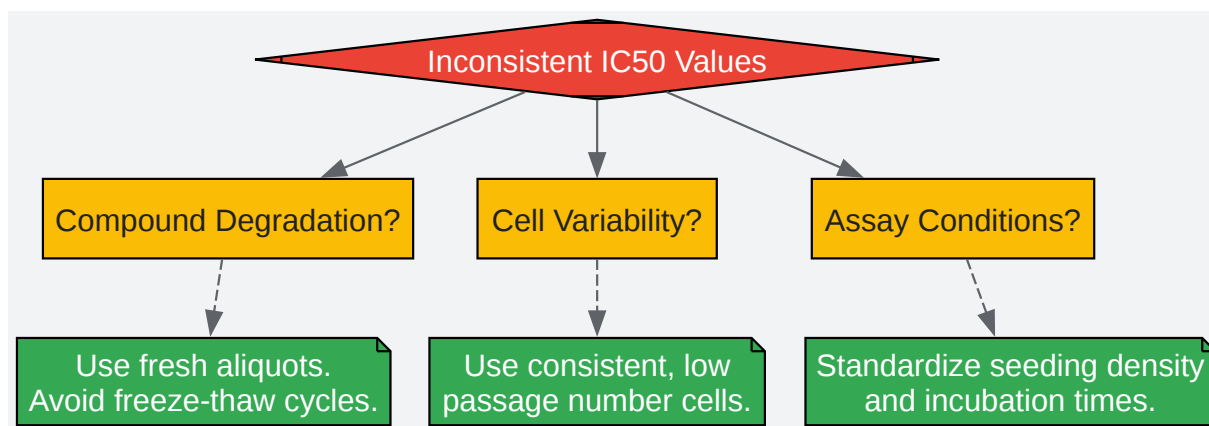 Inconsistent IC50 Values
Compound Degradation?
Cell Variability?
Assay Conditions?
Use fresh aliquots.
Avoid freeze-thaw cycles.
Use consistent, low
passage number cells.
Standardize seeding density
and incubation times.